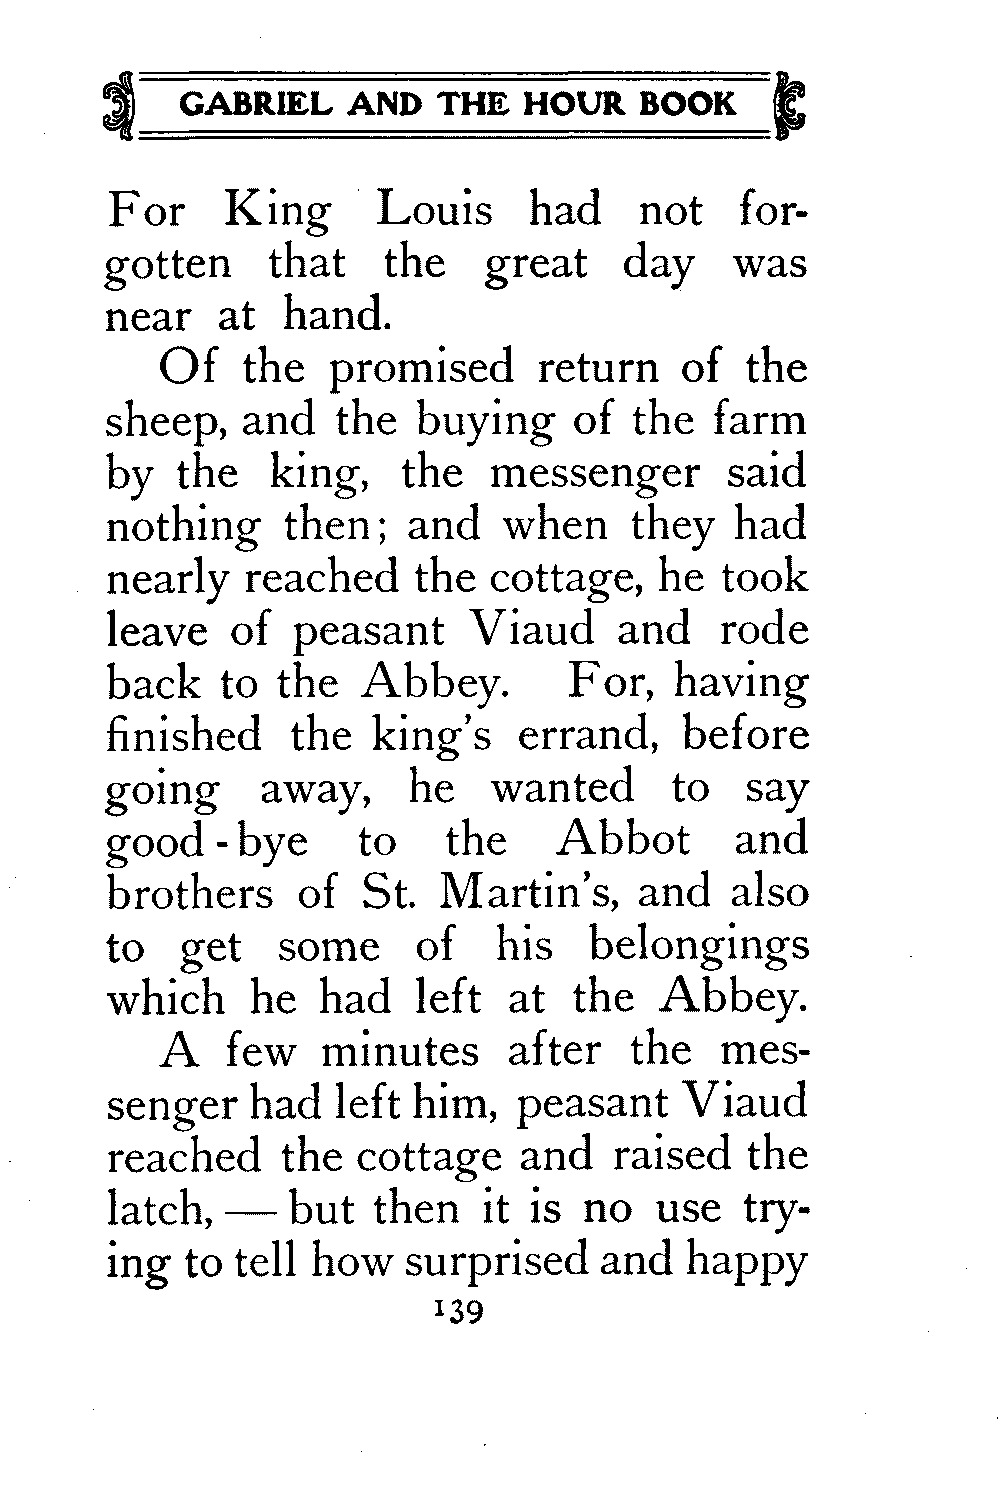 GABRIEL AND THE HOUR BOOK
For King Louis had not for-
gotten that the great day was
near at hand.
Of the promised return of the
sheep, and the buying of the farm
by the king, the messenger said
nothing then; and when they had
nearly reached the cottage, he took
leave of peasant Viaud and rode
back to the Abbey. For, having
finished the king's errand, before
going away, he wanted to say
good-bye to the Abbot and
brothers of St. Martin's, and also
to get some of his belongings
which he had left at the Abbey.
A few minutes after the mes-
senger had left him, peasant Viaud
reached the cottage and raised the
latch, — but then it is no use try-
ing to tell how surprised and happy
139